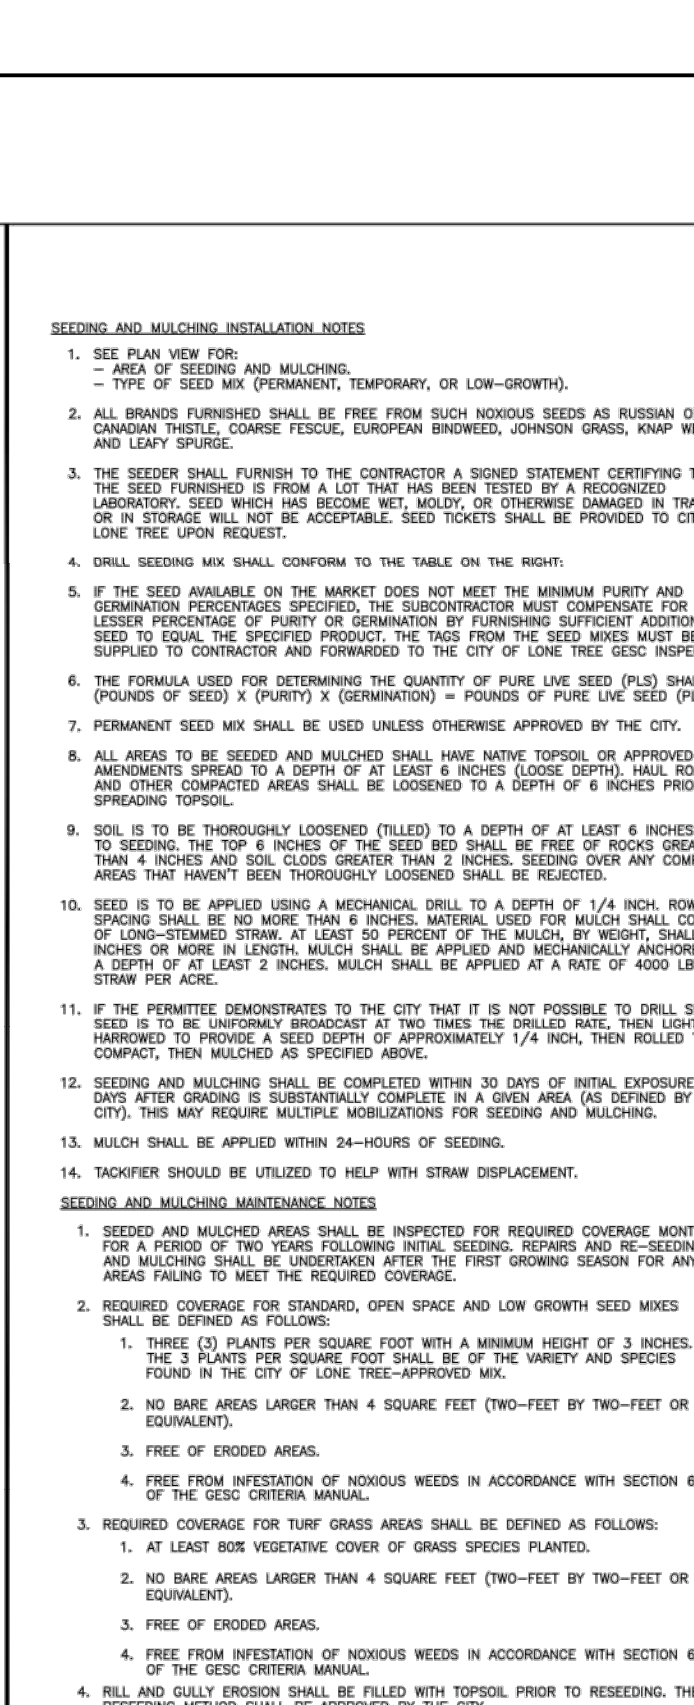 SEEDING AND MULCHING INSTALLATION NOTES
1. SEE PLAN VIEW FOR:
– AREA OF SEEDING AND MULCHING.
– TYPE OF SEED MIX (PERMANENT, TEMPORARY, OR LOW–GROWTH).
2. ALL BRANDS FURNISHED SHALL BE FREE FROM SUCH NOXIOUS SEEDS AS RUSSIAN
CANADIAN THISTLE, COARSE FESCUE, EUROPEAN BINDWEED, JOHNSON GRASS, KNAP
AND LEAFY SPURGE.
3. THE SEEDER SHALL FURNISH TO THE CONTRACTOR A SIGNED STATEMENT CERTIFYING
THE SEED FURNISHED IS FROM A LOT THAT HAS BEEN TESTED BY A RECOGNIZED
LABORATORY. SEED WHICH HAS BECOME WET, MOLDY, OR OTHERWISE DAMAGED IN
OR IN STORAGE WILL NOT BE ACCEPTABLE. SEED TICKETS SHALL BE PROVIDED TO
LONE TREE UPON REQUEST.
4. DRILL SEEDING MIX SHALL CONFORM TO THE TABLE ON THE RIGHT:
5. IF THE SEED AVAILABLE ON THE MARKET DOES NOT MEET THE MINIMUM PURITY AND
GERMINATION PERCENTAGES SPECIFIED, THE SUBCONTRACTOR MUST COMPENSATE FOR
LESSER PERCENTAGE OF PURITY OR GERMINATION BY FURNISHING SUFFICIENT
SEED TO EQUAL THE SPECIFIED PRODUCT. THE TAGS FROM THE SEED MIXES MUST BE
SUPPLIED TO CONTRACTOR AND FORWARDED TO THE CITY OF LONE TREE GESC
6. THE FORMULA USED FOR DETERMINING THE QUANTITY OF PURE LIVE SEED (PLS)
(POUNDS OF SEED) X (PURITY) X (GERMINATION) = POUNDS OF PURE LIVE SEED
7. PERMANENT SEED MIX SHALL BE USED UNLESS OTHERWISE APPROVED BY THE CITY.
8. ALL AREAS TO BE SEEDED AND MULCHED SHALL HAVE NATIVE TOPSOIL OR APPROVED
AMENDMENTS SPREAD TO A DEPTH OF AT LEAST 6 INCHES (LOOSE DEPTH). HAUL
AND OTHER COMPACTED AREAS SHALL BE LOOSENED TO A DEPTH OF 6 INCHES
SPREADING TOPSOIL.
9. SOIL IS TO BE THOROUGHLY LOOSENED (TILLED) TO A DEPTH OF AT LEAST 6 INCHES
TO SEEDING. THE TOP 6 INCHES OF THE SEED BED SHALL BE FREE OF ROCKS
THAN 4 INCHES AND SOIL CLODS GREATER THAN 2 INCHES. SEEDING OVER ANY
AREAS THAT HAVEN'T BEEN THOROUGHLY LOOSENED SHALL BE REJECTED.
10. SEED IS TO BE APPLIED USING A MECHANICAL DRILL TO A DEPTH OF 1/4 INCH. ROW
SPACING SHALL BE NO MORE THAN 6 INCHES. MATERIAL USED FOR MULCH SHALL
OF LONG–STEMMED STRAW. AT LEAST 50 PERCENT OF THE MULCH, BY WEIGHT,
INCHES OR MORE IN LENGTH. MULCH SHALL BE APPLIED AND MECHANICALLY
A DEPTH OF AT LEAST 2 INCHES. MULCH SHALL BE APPLIED AT A RATE OF 4000
STRAW PER ACRE.
11. IF THE PERMITTEE DEMONSTRATES TO THE CITY THAT IT IS NOT POSSIBLE TO DRILL
SEED IS TO BE UNIFORMLY BROADCAST AT TWO TIMES THE DRILLED RATE, THEN
HARROWED TO PROVIDE A SEED DEPTH OF APPROXIMATELY 1/4 INCH, THEN ROLLED
COMPACT, THEN MULCHED AS SPECIFIED ABOVE.
12. SEEDING AND MULCHING SHALL BE COMPLETED WITHIN 30 DAYS OF INITIAL EXPOSURE
DAYS AFTER GRADING IS SUBSTANTIALLY COMPLETE IN A GIVEN AREA (AS DEFINED BY
CITY). THIS MAY REQUIRE MULTIPLE MOBILIZATIONS FOR SEEDING AND MULCHING.
13. MULCH SHALL BE APPLIED WITHIN 24–HOURS OF SEEDING.
14. TACKIFIER SHOULD BE UTILIZED TO HELP WITH STRAW DISPLACEMENT.
SEEDING AND MULCHING MAINTENANCE NOTES
1. SEEDED AND MULCHED AREAS SHALL BE INSPECTED FOR REQUIRED COVERAGE
FOR A PERIOD OF TWO YEARS FOLLOWING INITIAL SEEDING. REPAIRS AND
AND MULCHING SHALL BE UNDERTAKEN AFTER THE FIRST GROWING SEASON FOR ANY
AREAS FAILING TO MEET THE REQUIRED COVERAGE.
2. REQUIRED COVERAGE FOR STANDARD, OPEN SPACE AND LOW GROWTH SEED MIXES
SHALL BE DEFINED AS FOLLOWS:
1. THREE (3) PLANTS PER SQUARE FOOT WITH A MINIMUM HEIGHT OF 3 INCHES.
THE 3 PLANTS PER SQUARE FOOT SHALL BE OF THE VARIETY AND SPECIES
FOUND IN THE CITY OF LONE TREE–APPROVED MIX.
2. NO BARE AREAS LARGER THAN 4 SQUARE FEET (TWO–FEET BY TWO–FEET OR
EQUIVALENT).
3. FREE OF ERODED AREAS.
4. FREE FROM INFESTATION OF NOXIOUS WEEDS IN ACCORDANCE WITH SECTION
OF THE GESC CRITERIA MANUAL.
3. REQUIRED COVERAGE FOR TURF GRASS AREAS SHALL BE DEFINED AS FOLLOWS:
1. AT LEAST 80% VEGETATIVE COVER OF GRASS SPECIES PLANTED.
2. NO BARE AREAS LARGER THAN 4 SQUARE FEET (TWO–FEET BY TWO–FEET OR
EQUIVALENT).
3. FREE OF ERODED AREAS.
4. FREE FROM INFESTATION OF NOXIOUS WEEDS IN ACCORDANCE WITH SECTION
OF THE GESC CRITERIA MANUAL.
4. RILL AND GULLY EROSION SHALL BE FILLED WITH TOPSOIL PRIOR TO RESEEDING.